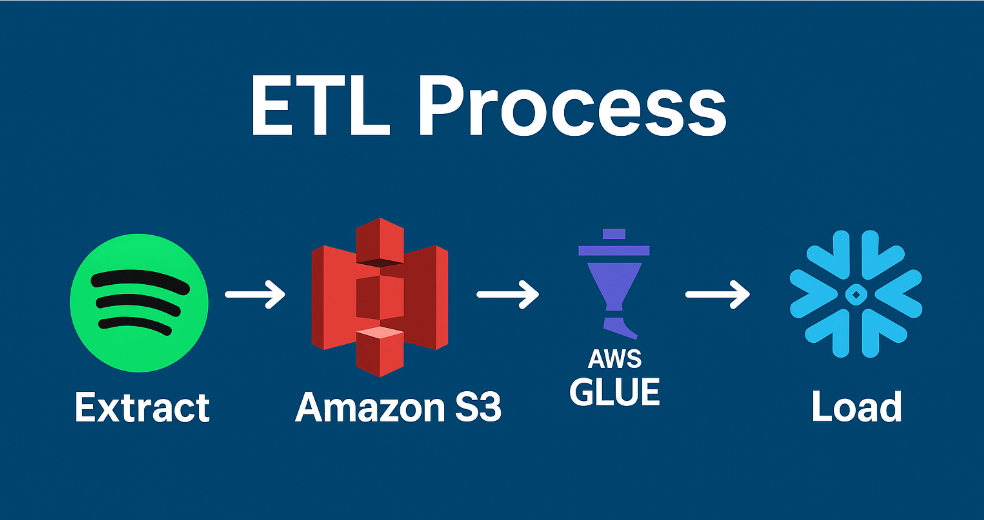 ETL Process
Extract
Amazon S3
AWS
GLUE
Load